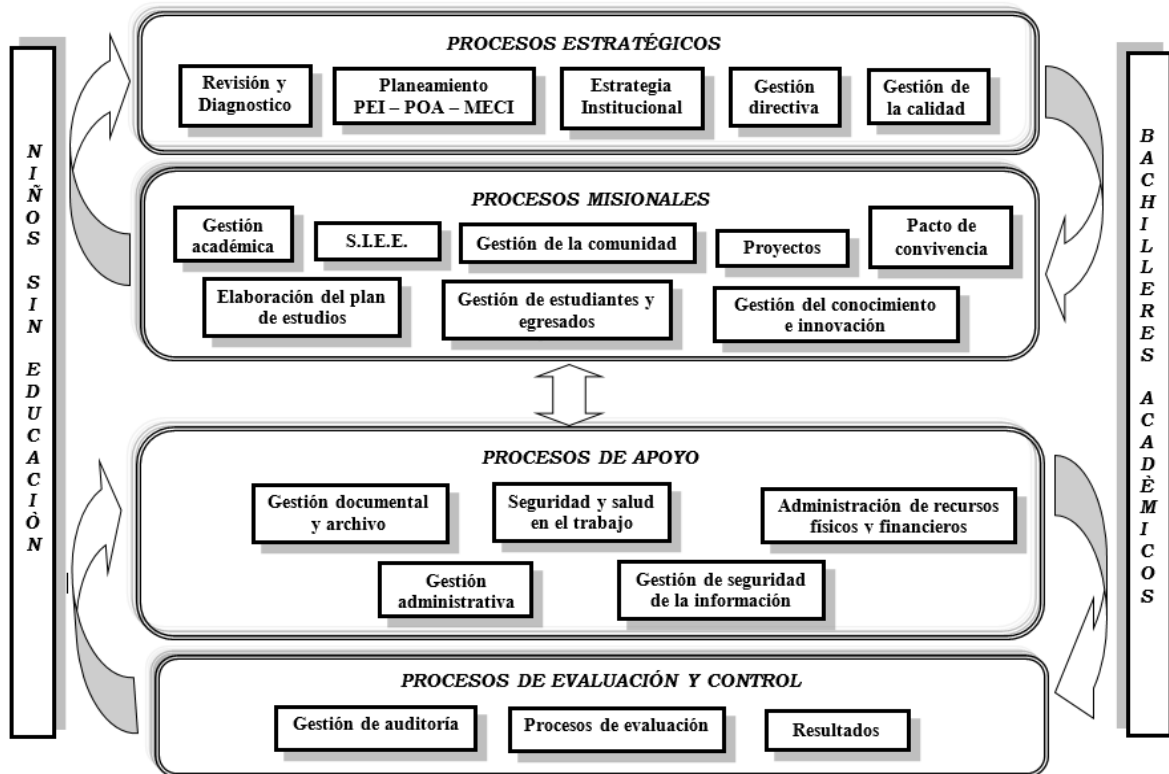 PROCESOS ESTRATÉGICOS
Revisión y
Diagnostico
Planeamiento
PEI – POA – MECI
Estrategia
Institucional
Gestión
directiva
Gestión de
la calidad
NIÑOS SIN EDUCACIÒN
PROCESOS MISIONALES
Gestión
académica
S.I.E.E.
Gestión de la comunidad
Proyectos
Pacto de
convivencia
Elaboración del plan
de estudios
Gestión de estudiantes y
egresados
Gestión del conocimiento
e innovación
BACHILLERES ACADÈMICOS
PROCESOS DE APOYO
Gestión documental
y archivo
Seguridad y salud
en el trabajo
Administración de recursos
físicos y financieros
Gestión
administrativa
Gestión de seguridad
de la información
PROCESOS DE EVALUACIÓN Y CONTROL
Gestión de auditoría
Procesos de evaluación
Resultados